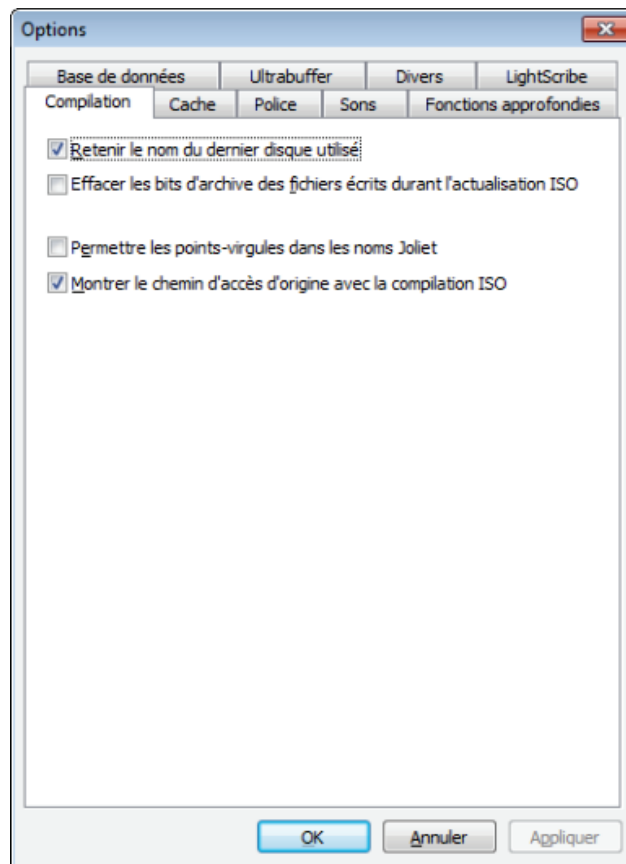 Options
Base de données Ultrabuffer Divers LightScribe
Compilation Cache Police Sons Fonctions approfondies
Retenir le nom du dernier disque utilisé
Effacer les bits d'archive des fichiers écrits durant l'actualisation ISO
Permettre les points-virgules dans les noms Joliet
Montrer le chemin d'accès d'origine avec la compilation ISO
OK Annuler Appliquer